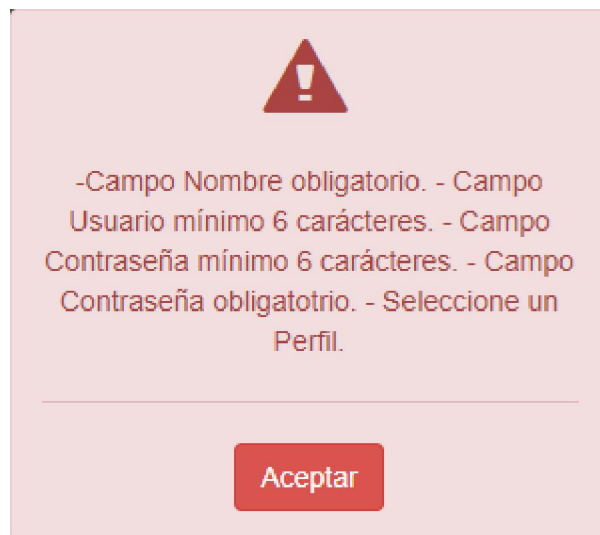 -Campo Nombre obligatorio. - Campo
Usuario mínimo 6 carácteres. - Campo
Contraseña mínimo 6 carácteres. - Campo
Contraseña obligatotrio. - Seleccione un
Perfil.
Aceptar